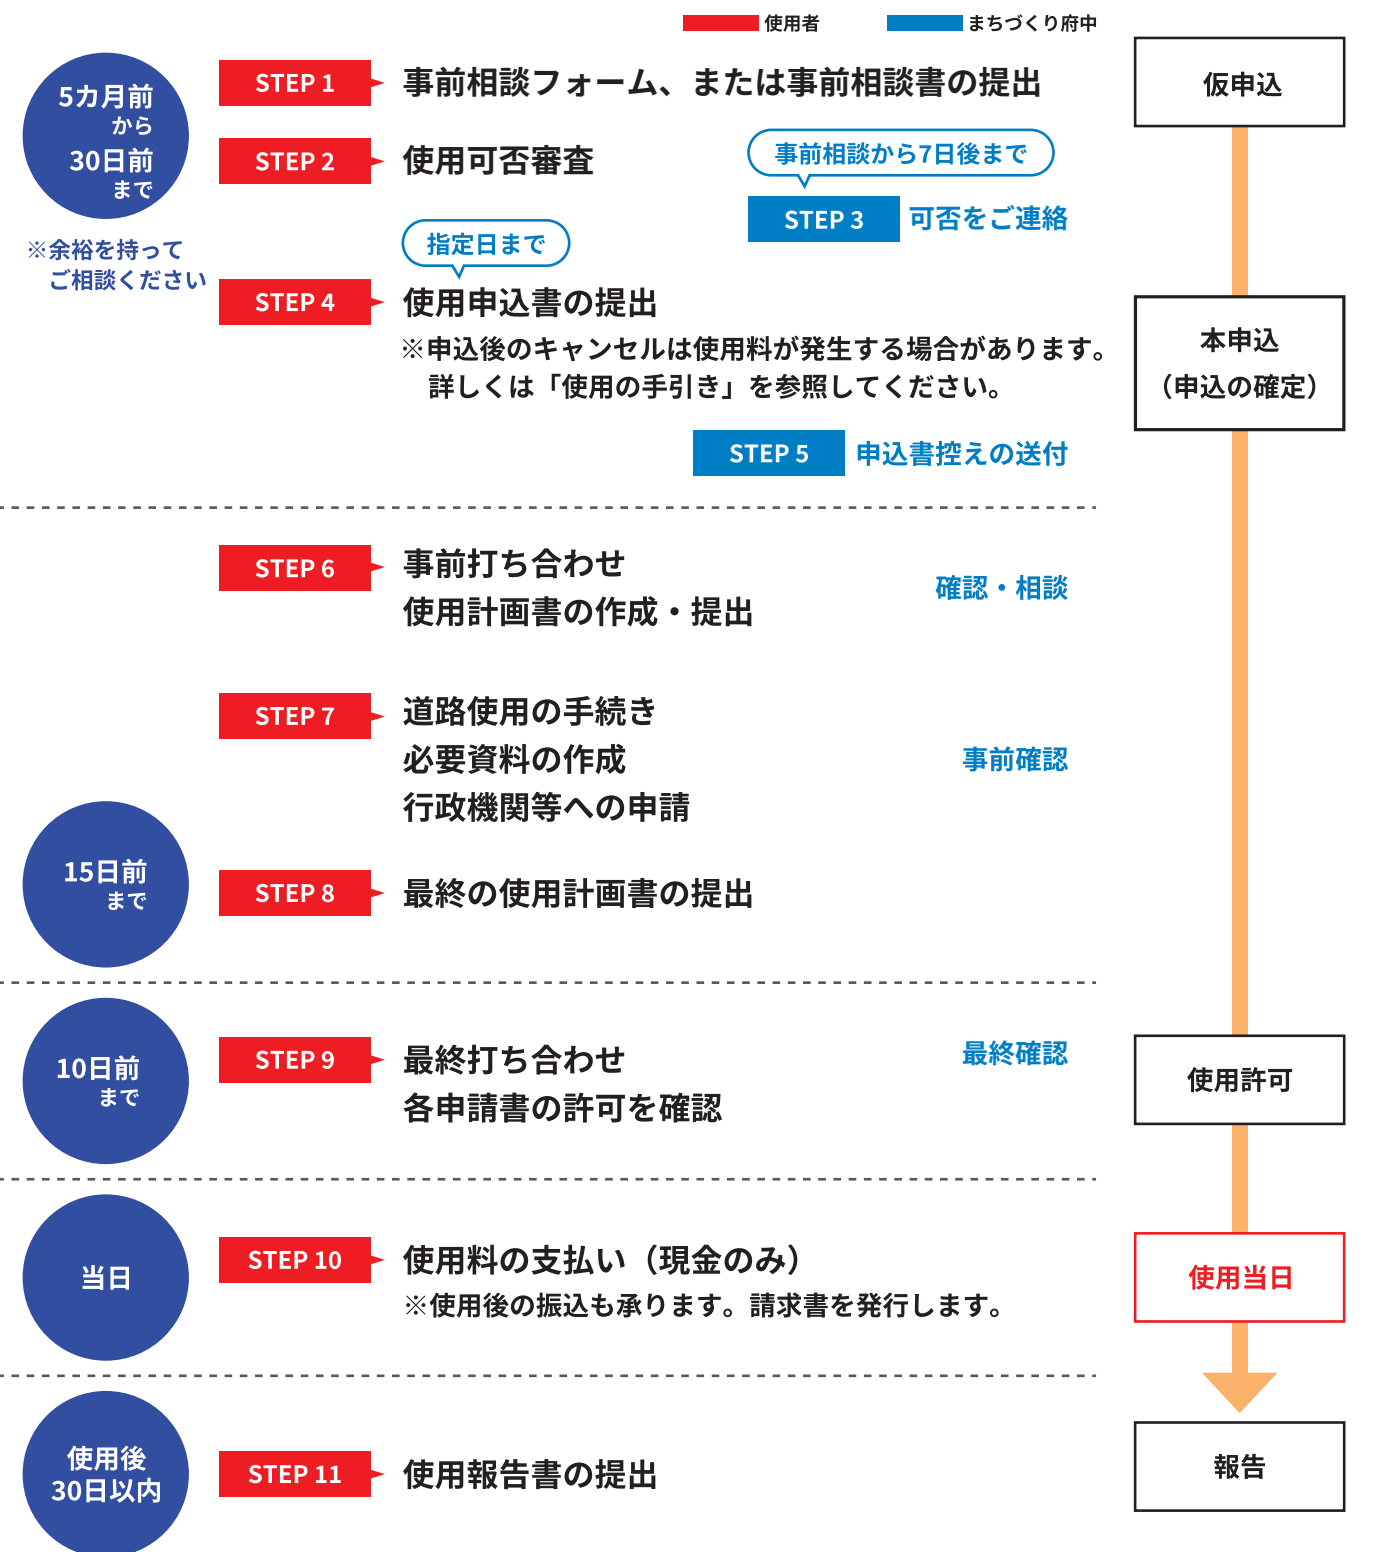 使用者
まちづくり府中
5カ月前
から
30日前
まで
※余裕を持って
ご相談ください
STEP 1
事前相談フォーム、または事前相談書の提出
仮申込
STEP 2
使用可否審査
事前相談から7日後まで
STEP 3
可否をご連絡
指定日まで
STEP 4
使用申込書の提出
※申込後のキャンセルは使用料が発生する場合があります。
詳しくは「使用の手引き」を参照してください。
本申込
（申込の確定）
STEP 5
申込書控えの送付
STEP 6
事前打ち合わせ
使用計画書の作成・提出
確認・相談
STEP 7
道路使用の手続き
必要資料の作成
行政機関等への申請
事前確認
15日前
まで
STEP 8
最終の使用計画書の提出
10日前
まで
STEP 9
最終打ち合わせ
各申請書の許可を確認
最終確認
使用許可
当日
STEP 10
使用料の支払い（現金のみ）
※使用後の振込も承ります。請求書を発行します。
使用当日
使用後
30日以内
STEP 11
使用報告書の提出
報告